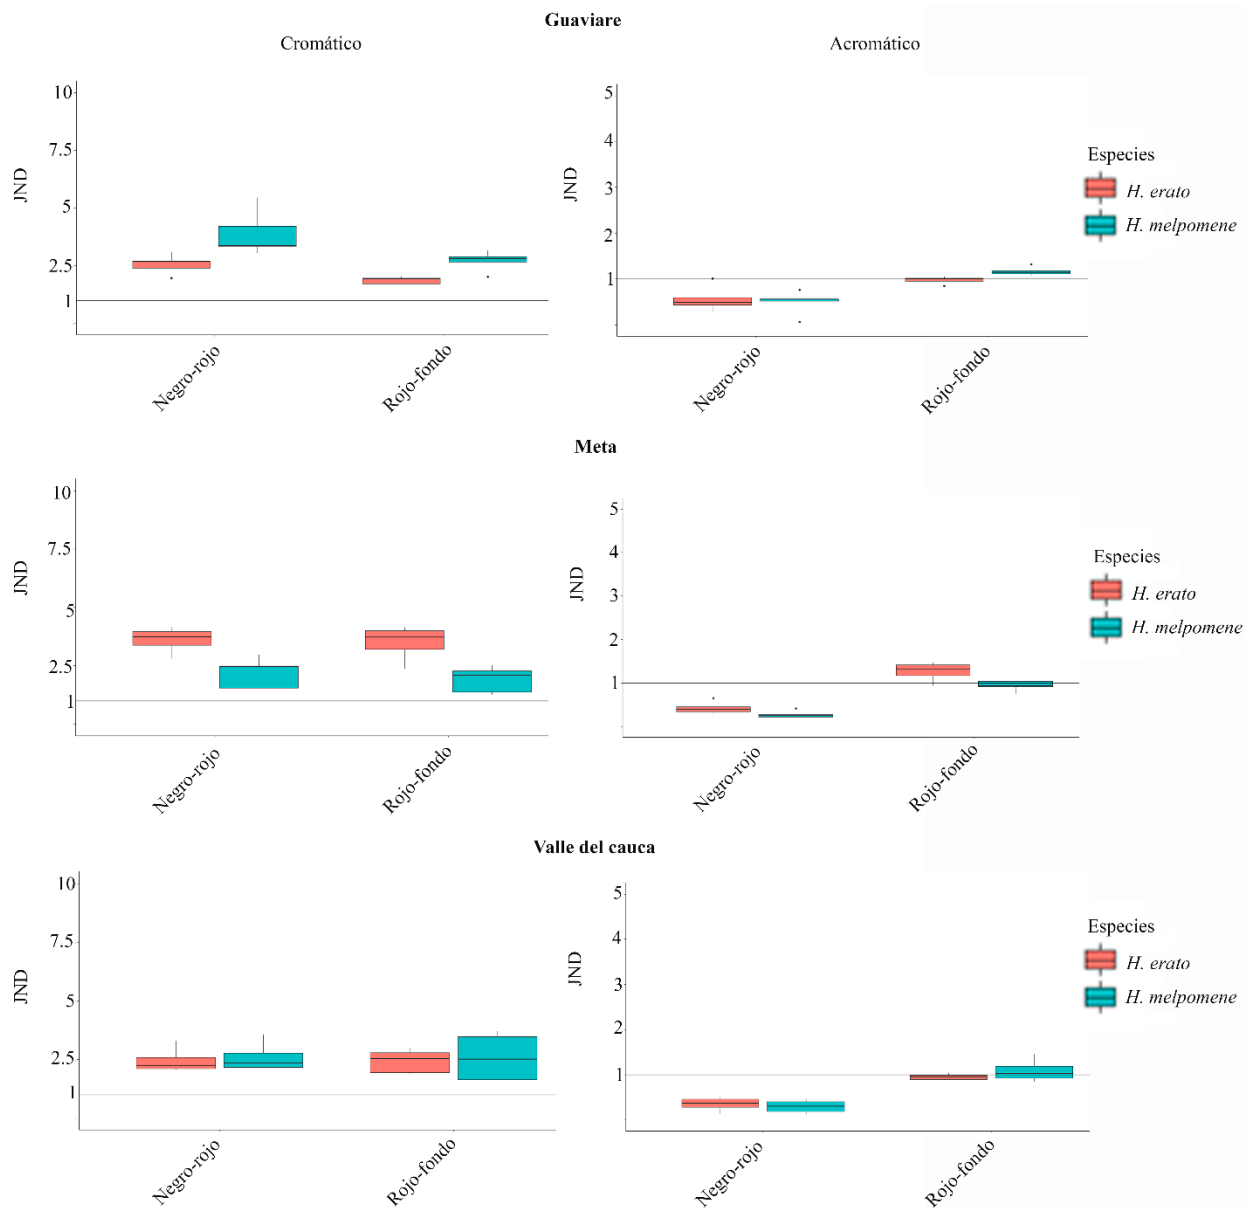 Guaviare
Cromático
Acromático
10
7.5
5
2.5
1
JND
Negro-rojo
Rojo-fondo
5
4
3
2
1
JND
Negro-rojo
Rojo-fondo
Especies
H. erato
H. melpomene
Meta
10
7.5
5
2.5
1
JND
Negro-rojo
Rojo-fondo
5
4
3
2
1
JND
Negro-rojo
Rojo-fondo
Especies
H. erato
H. melpomene
Valle del cauca
10
7.5
5
2.5
1
JND
Negro-rojo
Rojo-fondo
5
4
3
2
1
JND
Negro-rojo
Rojo-fondo
Especies
H. erato
H. melpomene